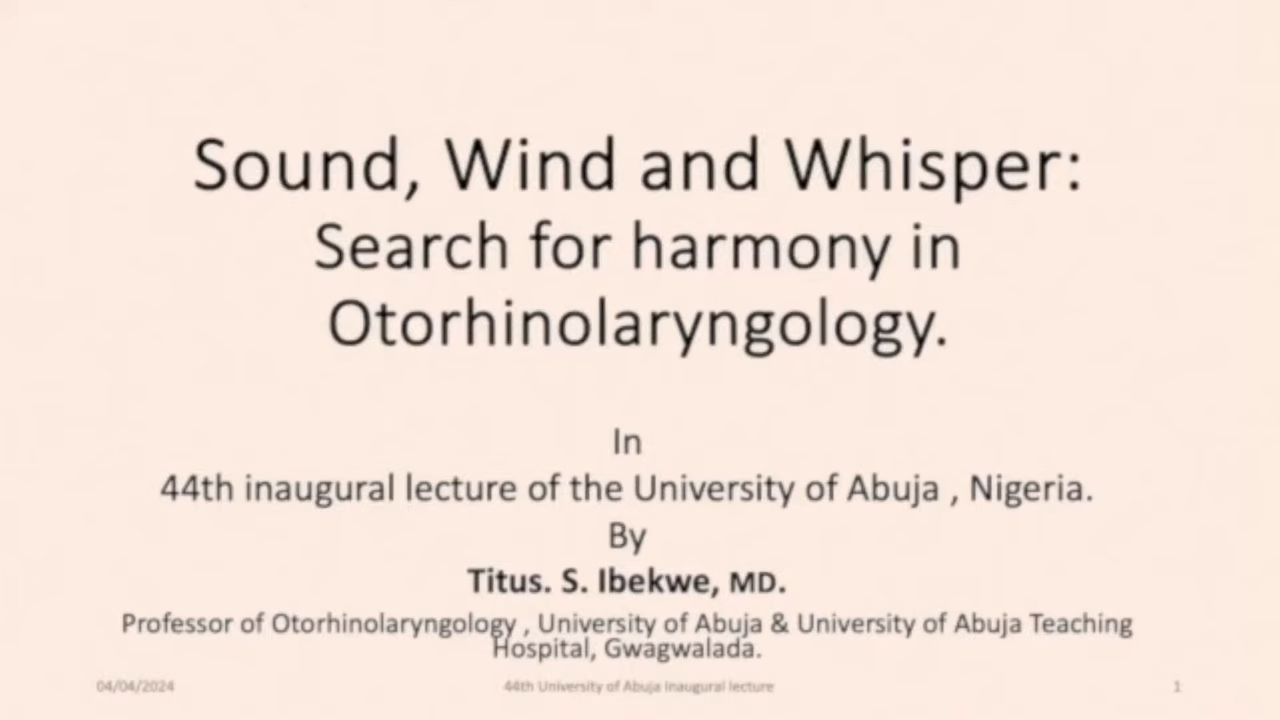 Sound, Wind and Whisper:
Search for harmony in
Otorhinolaryngology.
In
44th inaugural lecture of the University of Abuja , Nigeria.
By
Titus. S. Ibekwe, MD.
Professor of Otorhinolaryngology , University of Abuja & University of Abuja Teaching
Hospital, Gwagwalada.
04/04/2024 44th University of Abuja Inaugural lecture 1